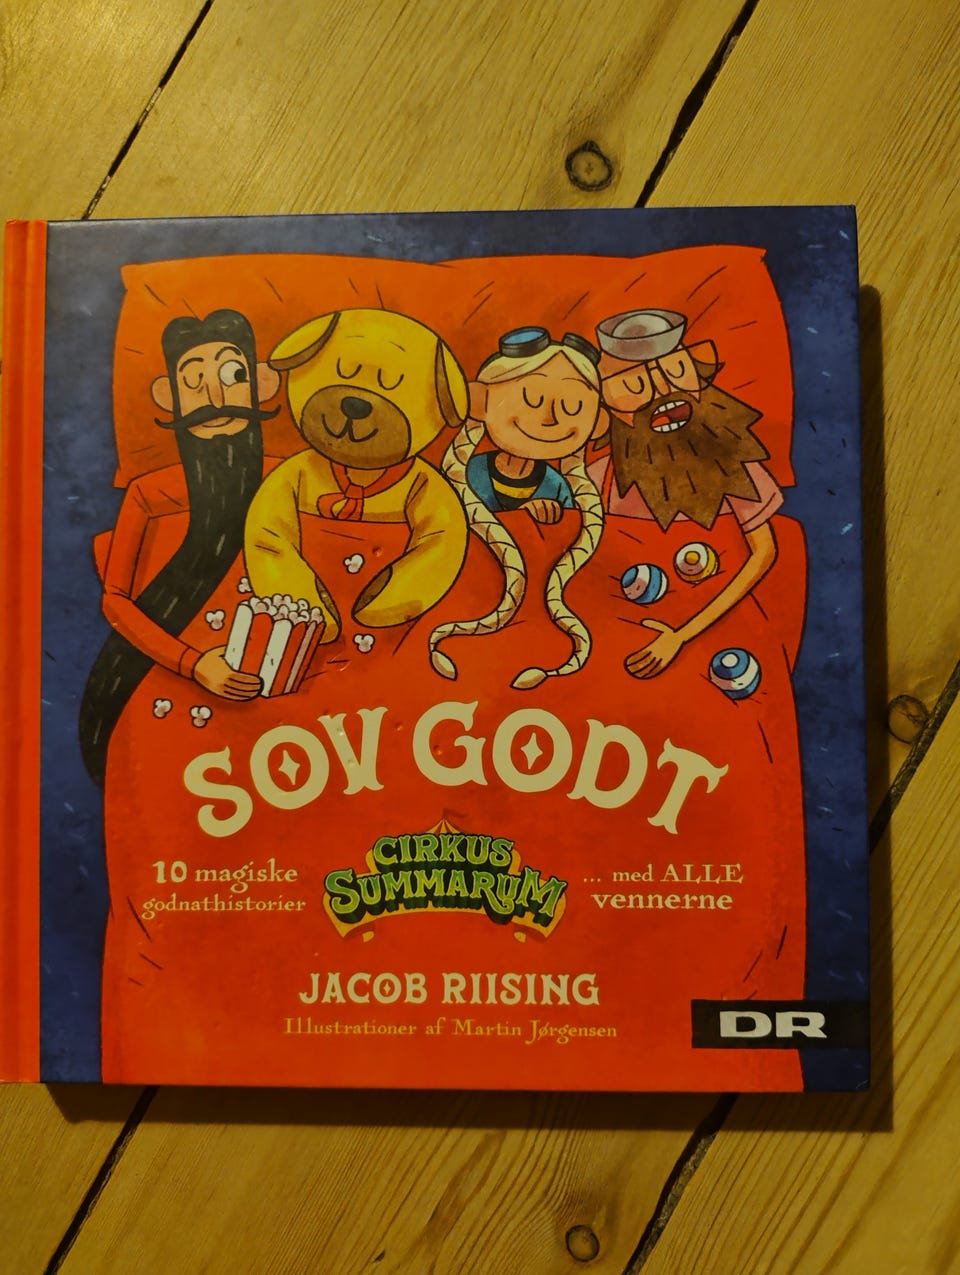 SOV GODT
10 magiske
godnathistorier
CIRKUS
SUMMARUM
... med ALLE
vennerne
JACOB RIISING
Illustrationer af Martin Jørgensen
DR